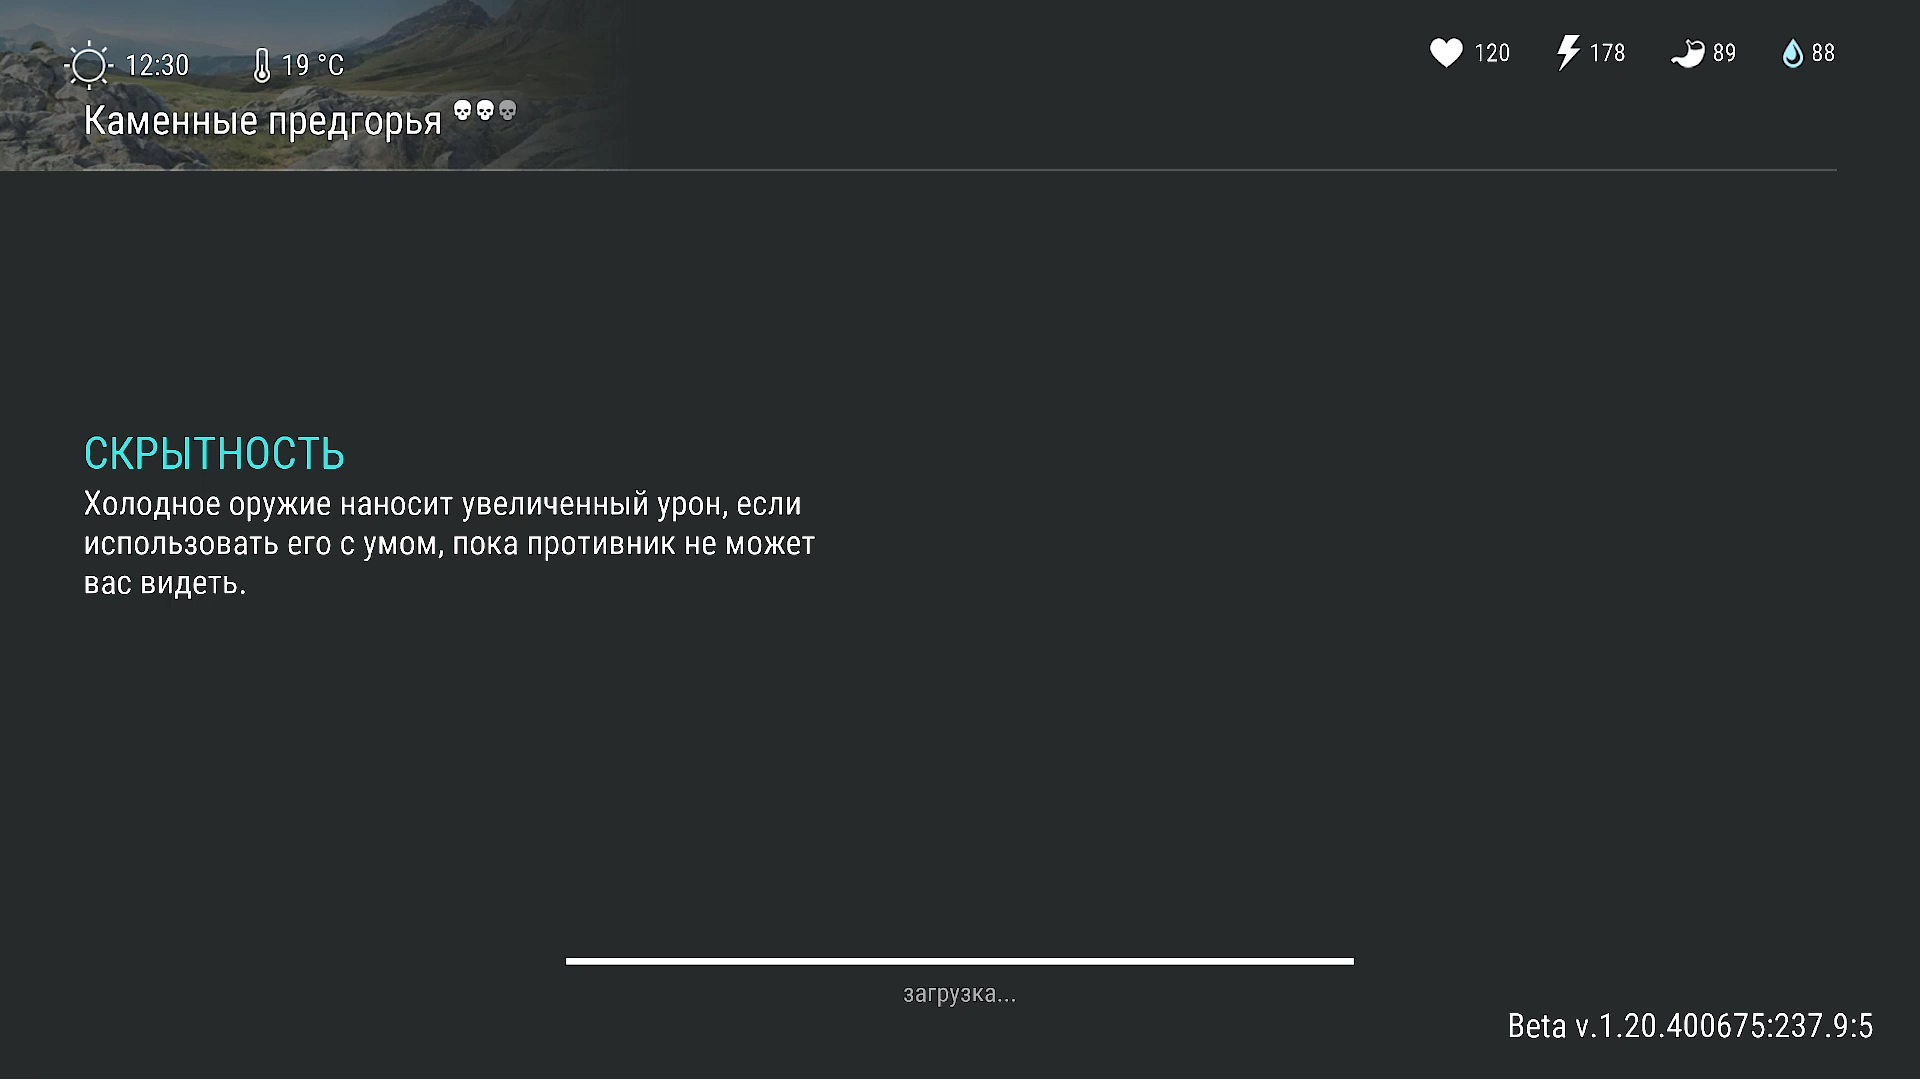 12:30 19 °C 120 178 89 88
Каменные предгорья
СКРЫТНОСТЬ
Холодное оружие наносит увеличенный урон, если
использовать его с умом, пока противник не может
вас видеть.
загрузка...
Beta v.1.20.400675:237.9:5